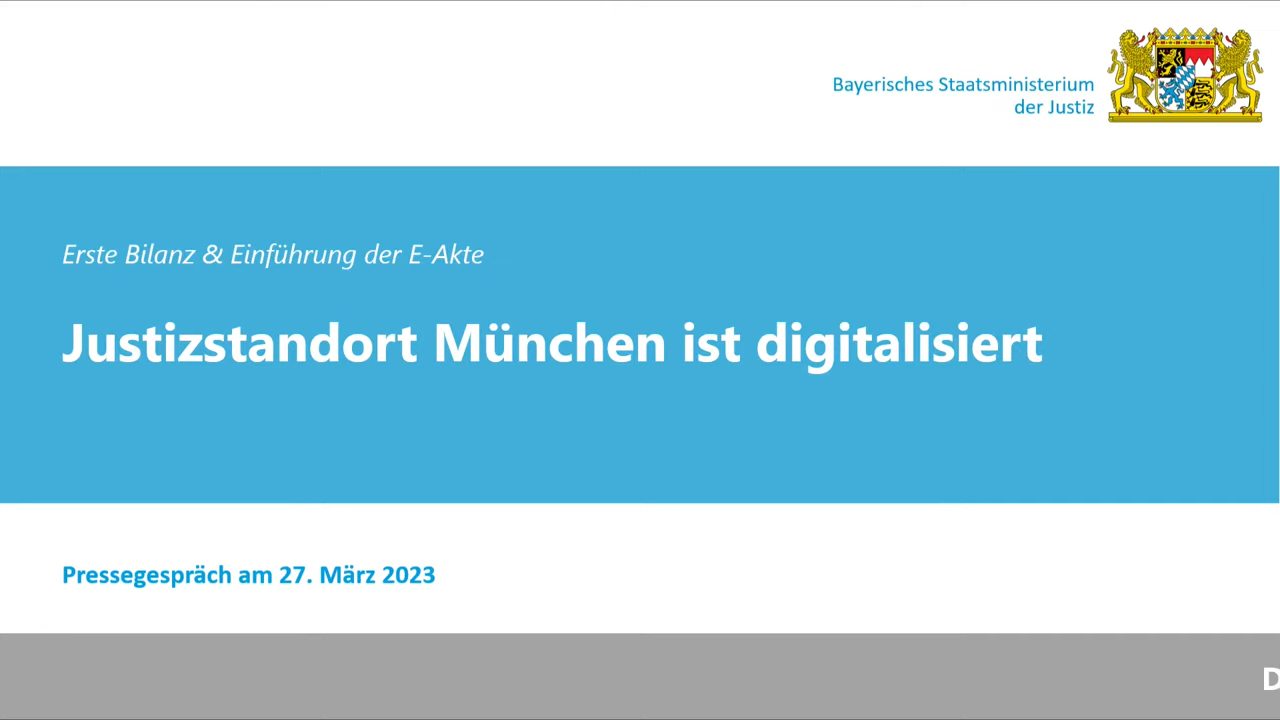 Bayerisches Staatsministerium
der Justiz
Erste Bilanz & Einführung der E-Akte
Justizstandort München ist digitalisiert
Pressegespräch am 27. März 2023
D